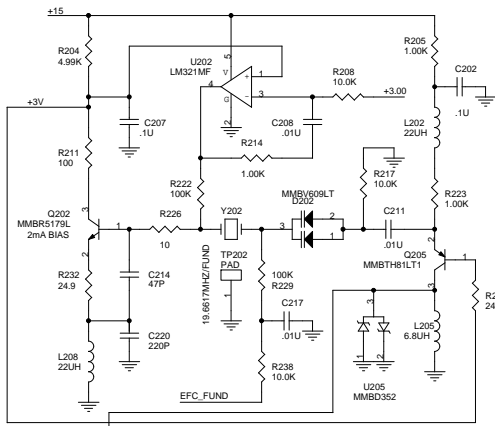 +15
R204
4.99K
U202
LM321MF
5
V
4
+
1
-
3
G
2
R208
10.0K
+3.00
R205
1.00K
C202
.1U
+3V
C207
.1U
C208
.01U
L202
22UH
R211
100
R214
1.00K
R222
100K
R217
10.0K
R223
1.00K
MMBV609LT
D202
3
2
1
C211
.01U
Q202
MMBR5179L
2mA BIAS
3
1
2
R226
10
Y202
19.6617MHZ/FUND
TP202
PAD
1
100K
R229
2
Q205
MMBTH81LT1
1
3
R232
24.9
C214
47P
C217
.01U
C220
220P
L208
22UH
R238
10.0K
EFC_FUND
3
1
2
U205
MMBD352
L205
6.8UH
R2
24